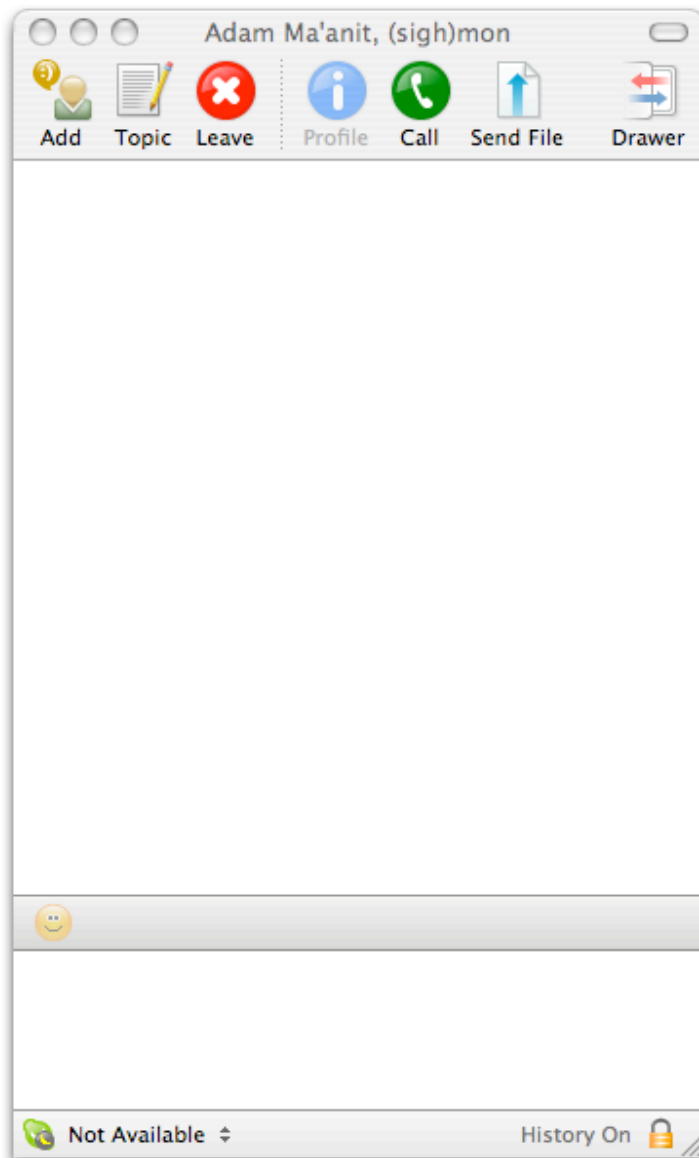 Adam Ma'anit, (sigh)mon
Add Topic Leave Profile Call Send File Drawer
Not Available History On